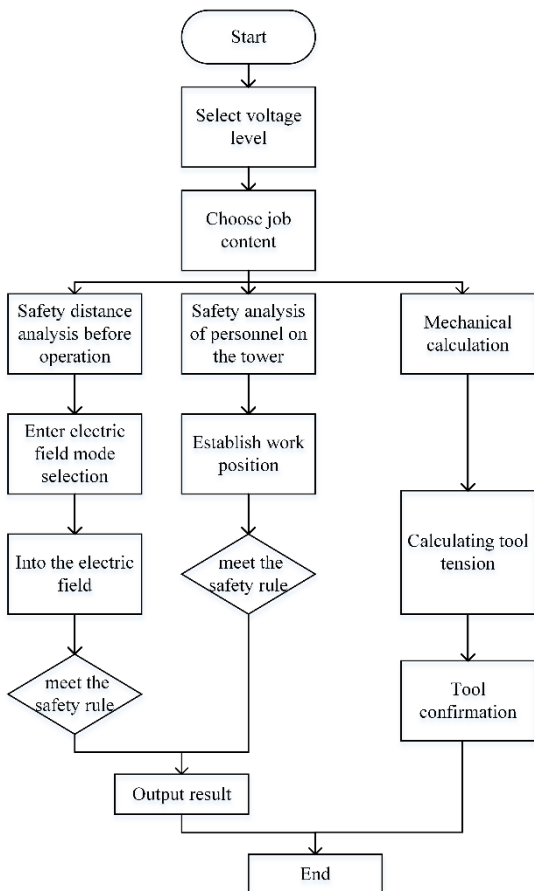 Start
Select voltage
level
Choose job
content
Safety distance
analysis before
operation
Safety analysis
of personnel on
the tower
Mechanical
calculation
Enter electric
field mode
selection
Establish work
position
Into the electric
field
meet the
safety rule
Calculating tool
tension
meet the
safety rule
Tool
confirmation
Output result
End